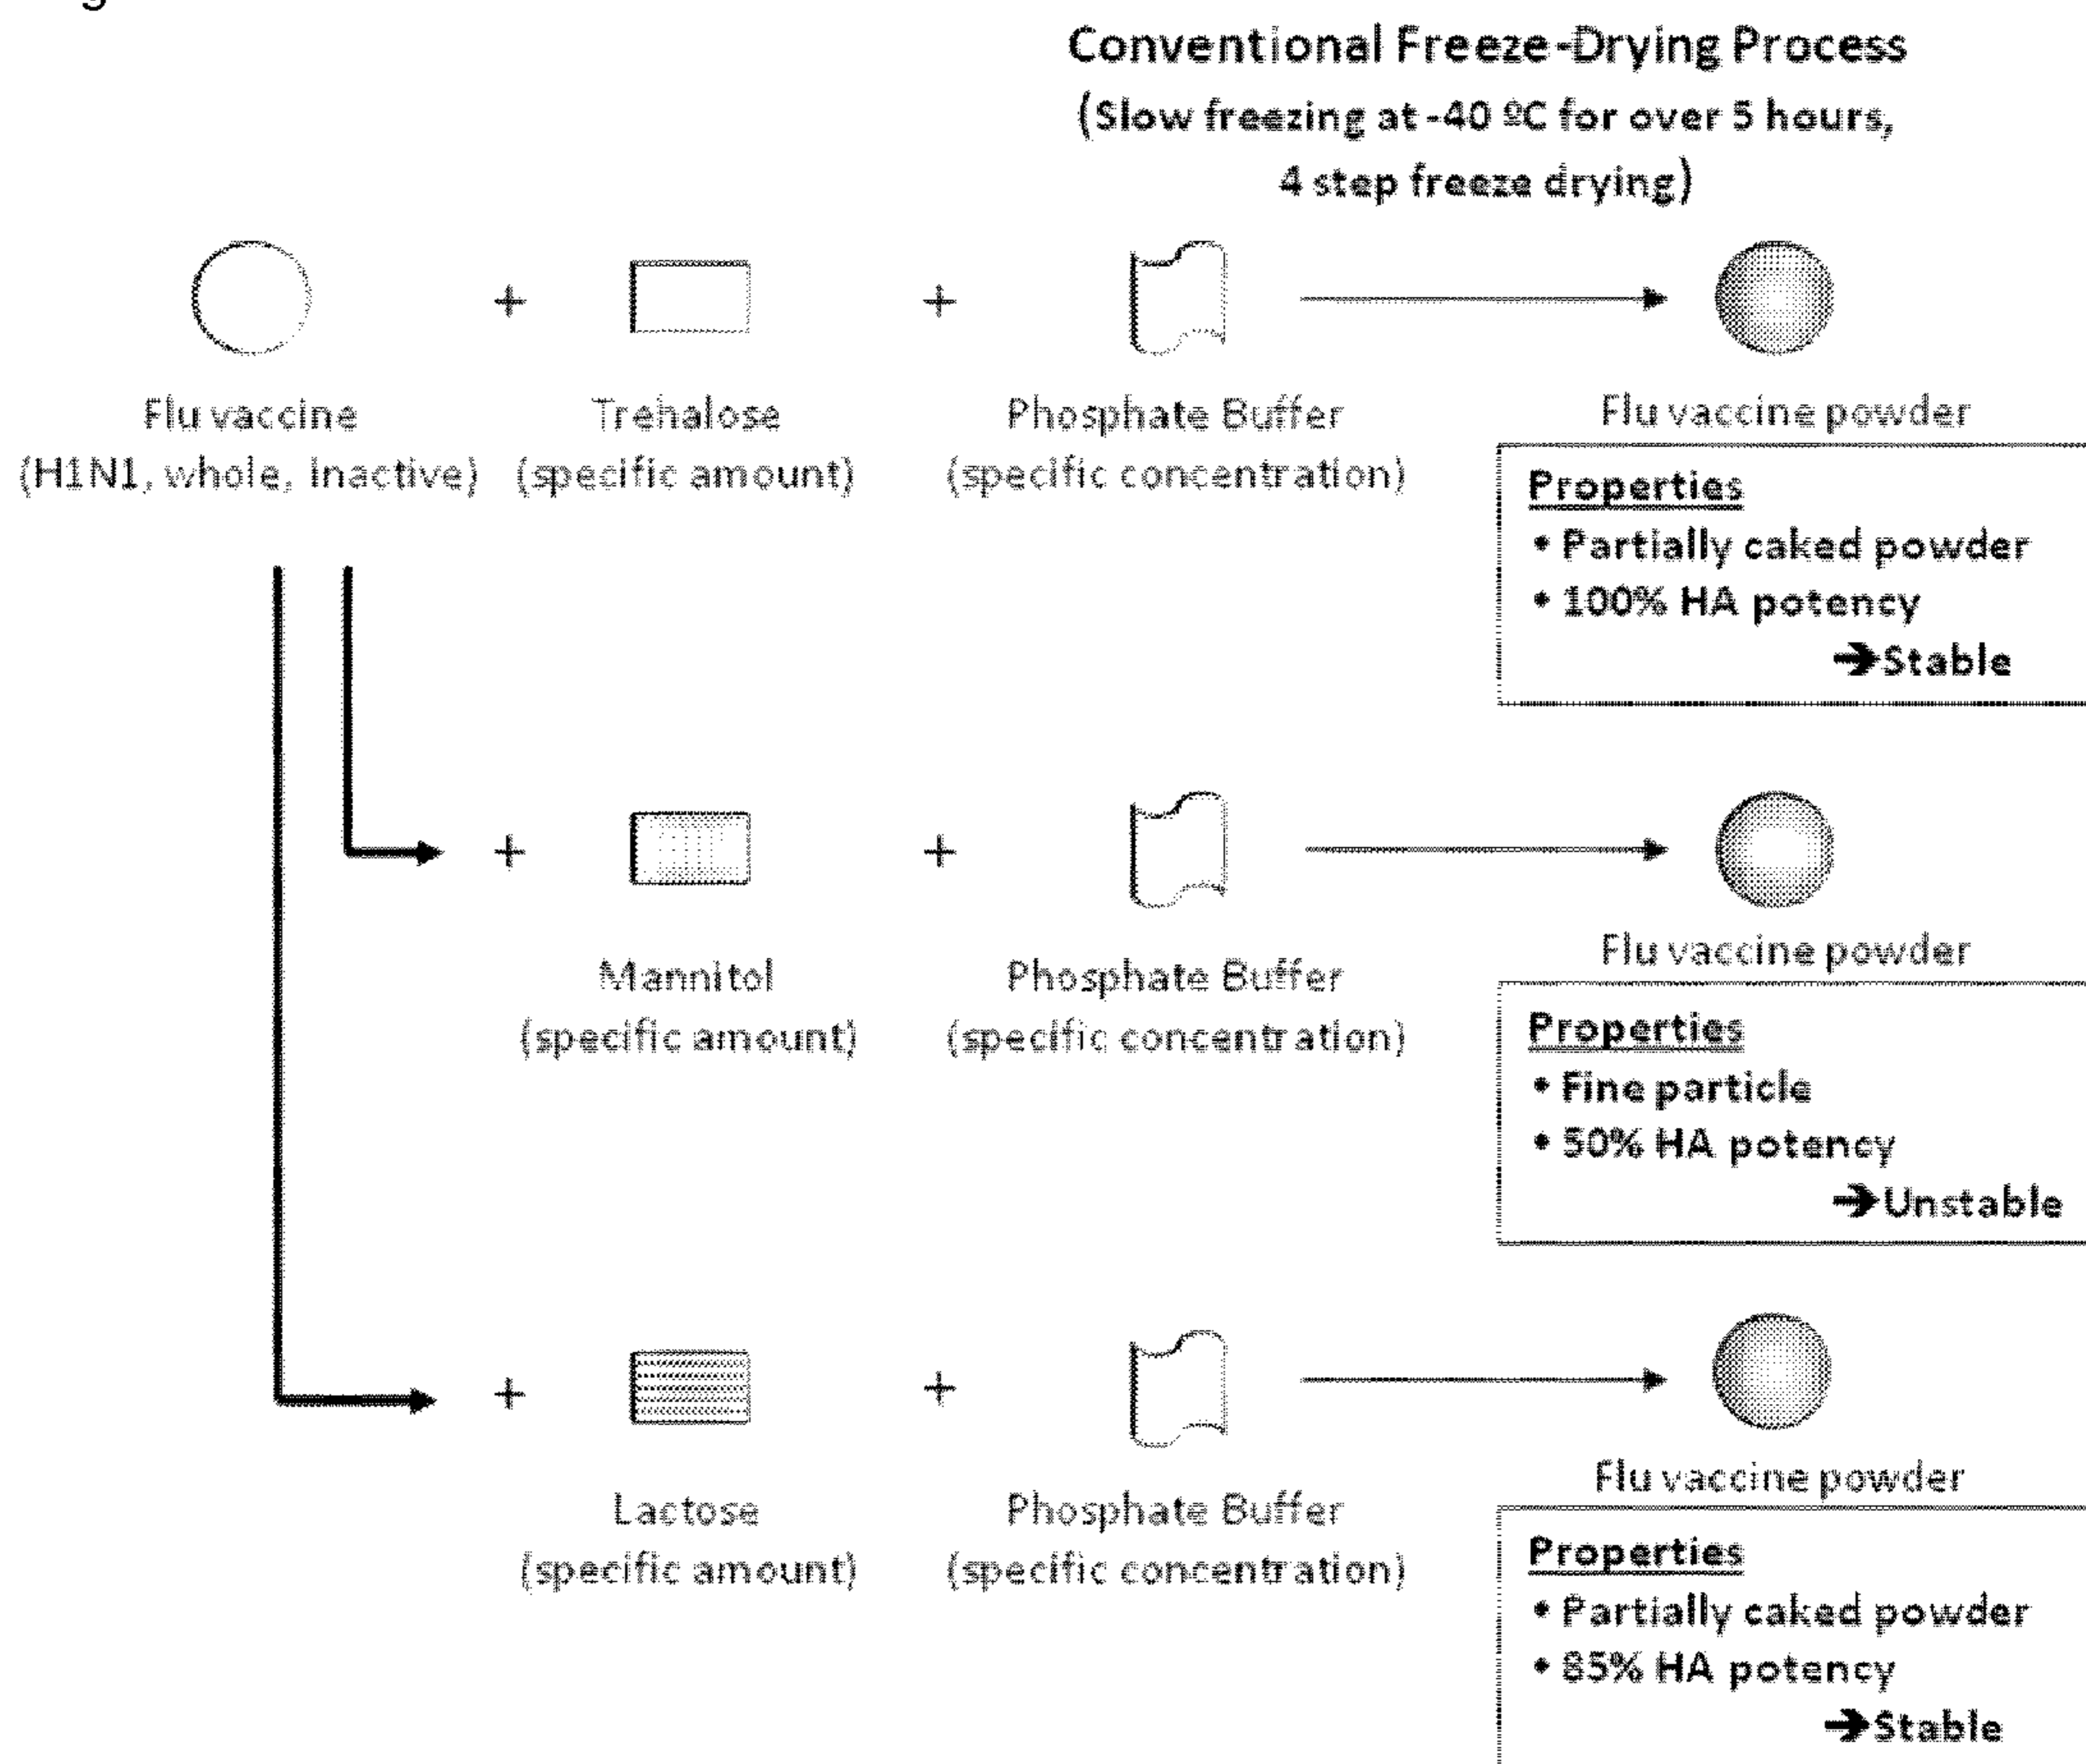 Conventional Freeze-Drying Process
(Slow freezing at -40 ºC for over 5 hours,
4 step freeze drying)
+
+
Flu vaccine
(H1N1, whole, inactive)
Trehalose
(specific amount)
Phosphate Buffer
(specific concentration)
Flu vaccine powder
Properties
• Partially caked powder
• 100% HA potency
➔Stable
+
+
Mannitol
(specific amount)
Phosphate Buffer
(specific concentration)
Flu vaccine powder
Properties
• Fine particle
• 50% HA potency
➔Unstable
+
+
Lactose
(specific amount)
Phosphate Buffer
(specific concentration)
Flu vaccine powder
Properties
• Partially caked powder
• 85% HA potency
➔Stable